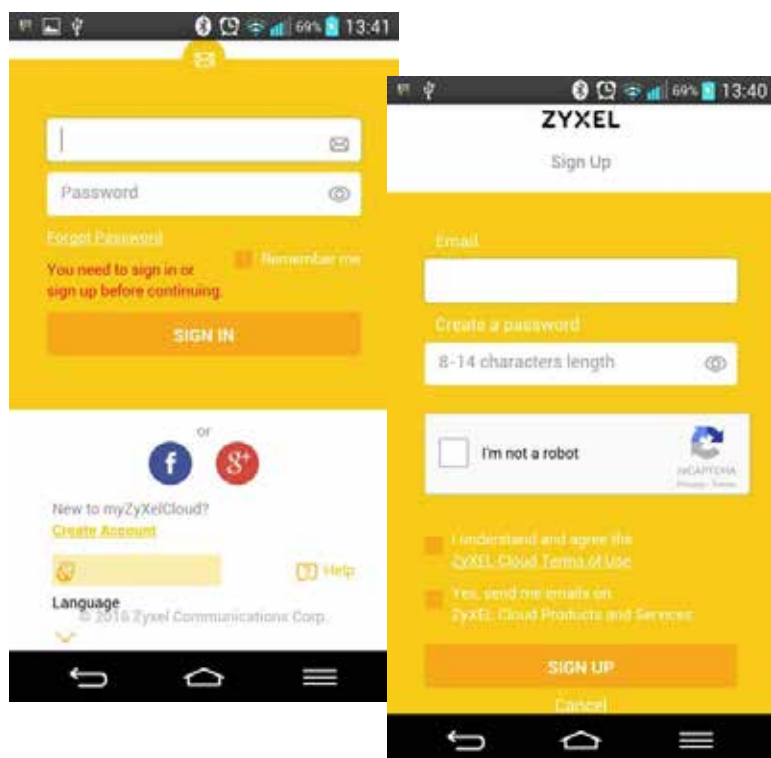 69% 13:41
Password
Forgot Password
Remember me
You need to sign in or
sign up before continuing.
SIGN IN
or
f g+
New to myZyXelCloud?
Create Account
Help
Language
© 2016 Zyxel Communications Corp.
69% 13:40
ZYXEL
Sign Up
Email
Create a password
8-14 characters length
I'm not a robot
reCAPTCHA
Privacy - Terms
I understand and agree the
ZyXEL Cloud Terms of Use
Yes, send me emails on
ZyXEL Cloud Products and Services
SIGN UP
Cancel